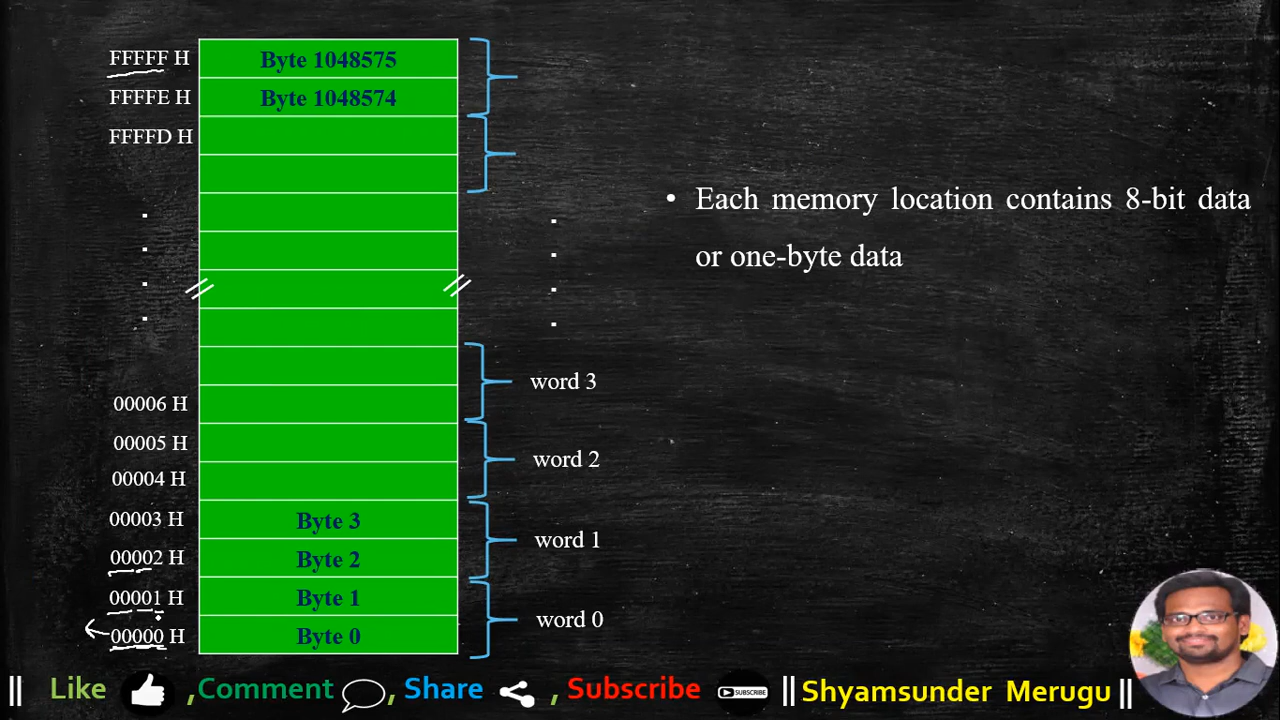 FFFFF H Byte 1048575
FFFFE H Byte 1048574
FFFFD H
• Each memory location contains 8-bit data
or one-byte data
word 3
00006 H
00005 H
word 2
00004 H
00003 H Byte 3
word 1
00002 H Byte 2
00001 H Byte 1
word 0
00000 H Byte 0
|| Like , Comment , Share , Subscribe SUBSCRIBE || Shyamsunder Merugu ||